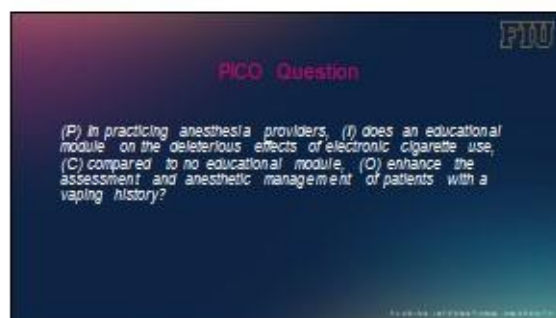 FIU
PICO Question
(P) In practicing anesthesia providers, (I) does an educational
module on the deleterious effects of electronic cigarette use,
(C) compared to no educational module, (O) enhance the
assessment and anesthetic management of patients with a
vaping history?